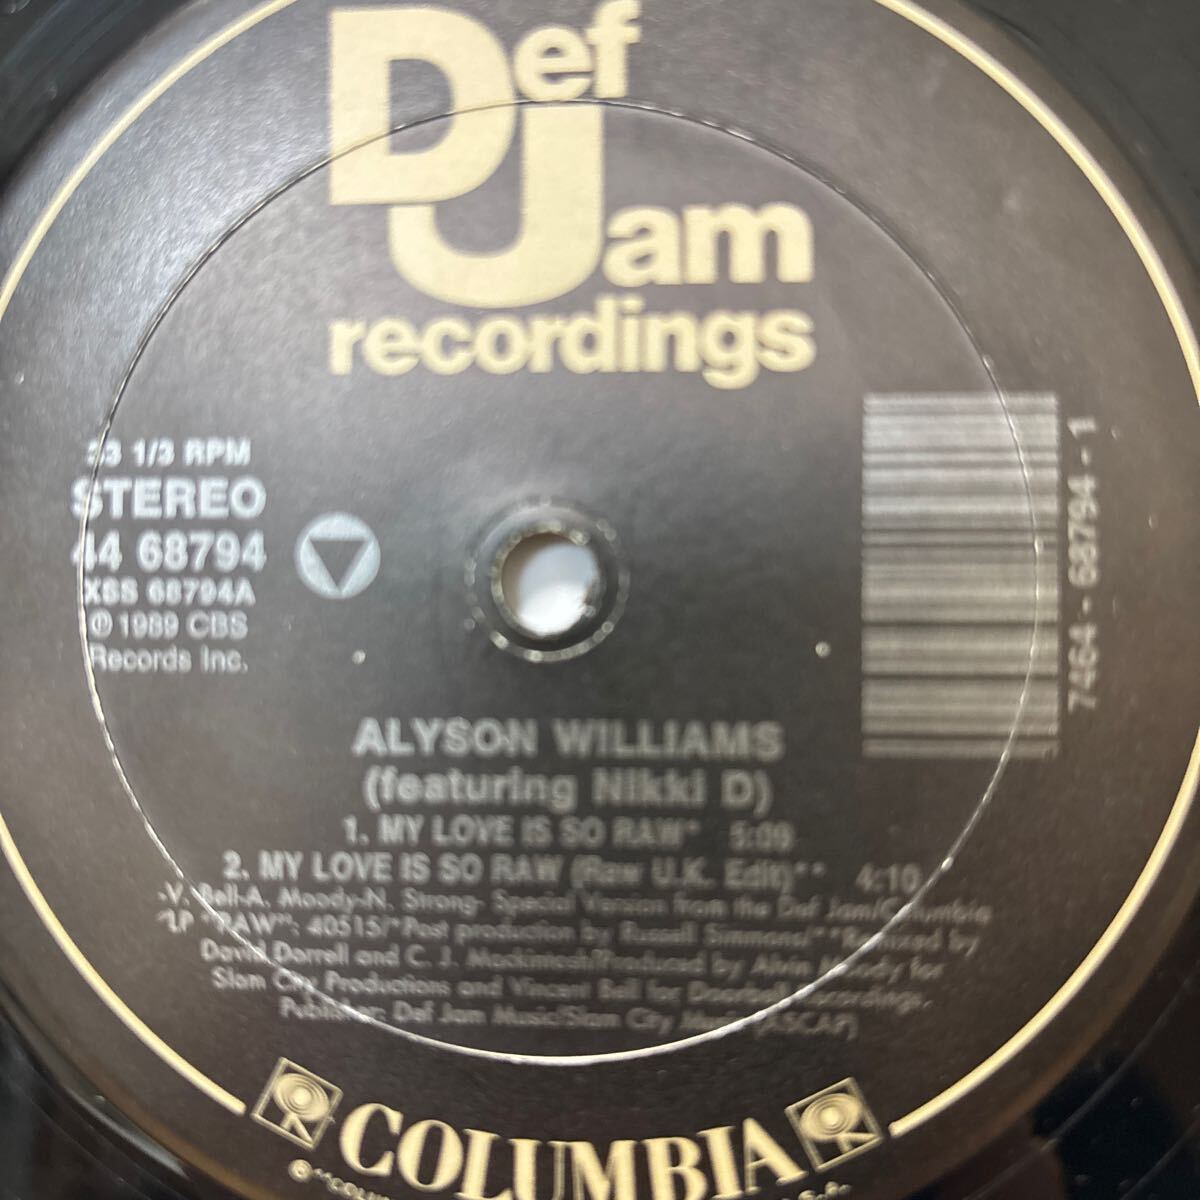 Def
Jam
recordings
33 1/3 RPM
STEREO
44 68794
XSS 68794A
℗ 1989 CBS
Records Inc.
7464-68794-1
ALYSON WILLIAMS
(featuring Nikki D)
1. MY LOVE IS SO RAW* 5:09
2. MY LOVE IS SO RAW (Raw U.K. Edit)** 4:10
-V. Bell-A. Moody-N. Strong- Special Version from the Def Jam/Columbia
LP "RAW": 40515/*Post production by Russell Simmons/**Remixed by
David Dorrell and C. J. Mackintosh/Produced by Alvin Moody for
Slam City Productions and Vincent Bell for Doorbell Recordings.
Publisher: Def Jam Music/Slam City Music (ASCAP)
COLUMBIA